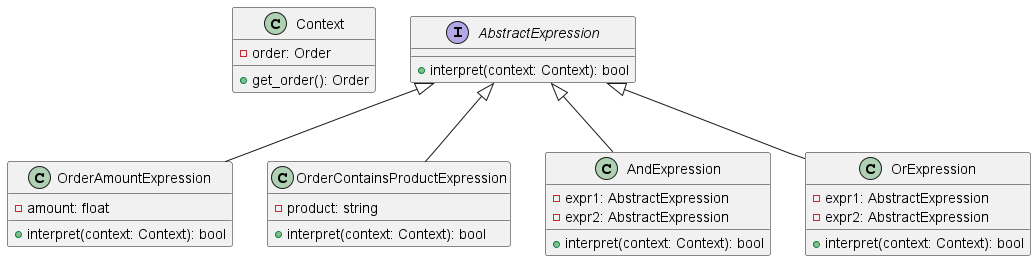 C Context
order: Order
get_order(): Order
I AbstractExpression
interpret(context: Context): bool
C OrderAmountExpression
amount: float
interpret(context: Context): bool
C OrderContainsProductExpression
product: string
interpret(context: Context): bool
C AndExpression
expr1: AbstractExpression
expr2: AbstractExpression
interpret(context: Context): bool
C OrExpression
expr1: AbstractExpression
expr2: AbstractExpression
interpret(context: Context): bool